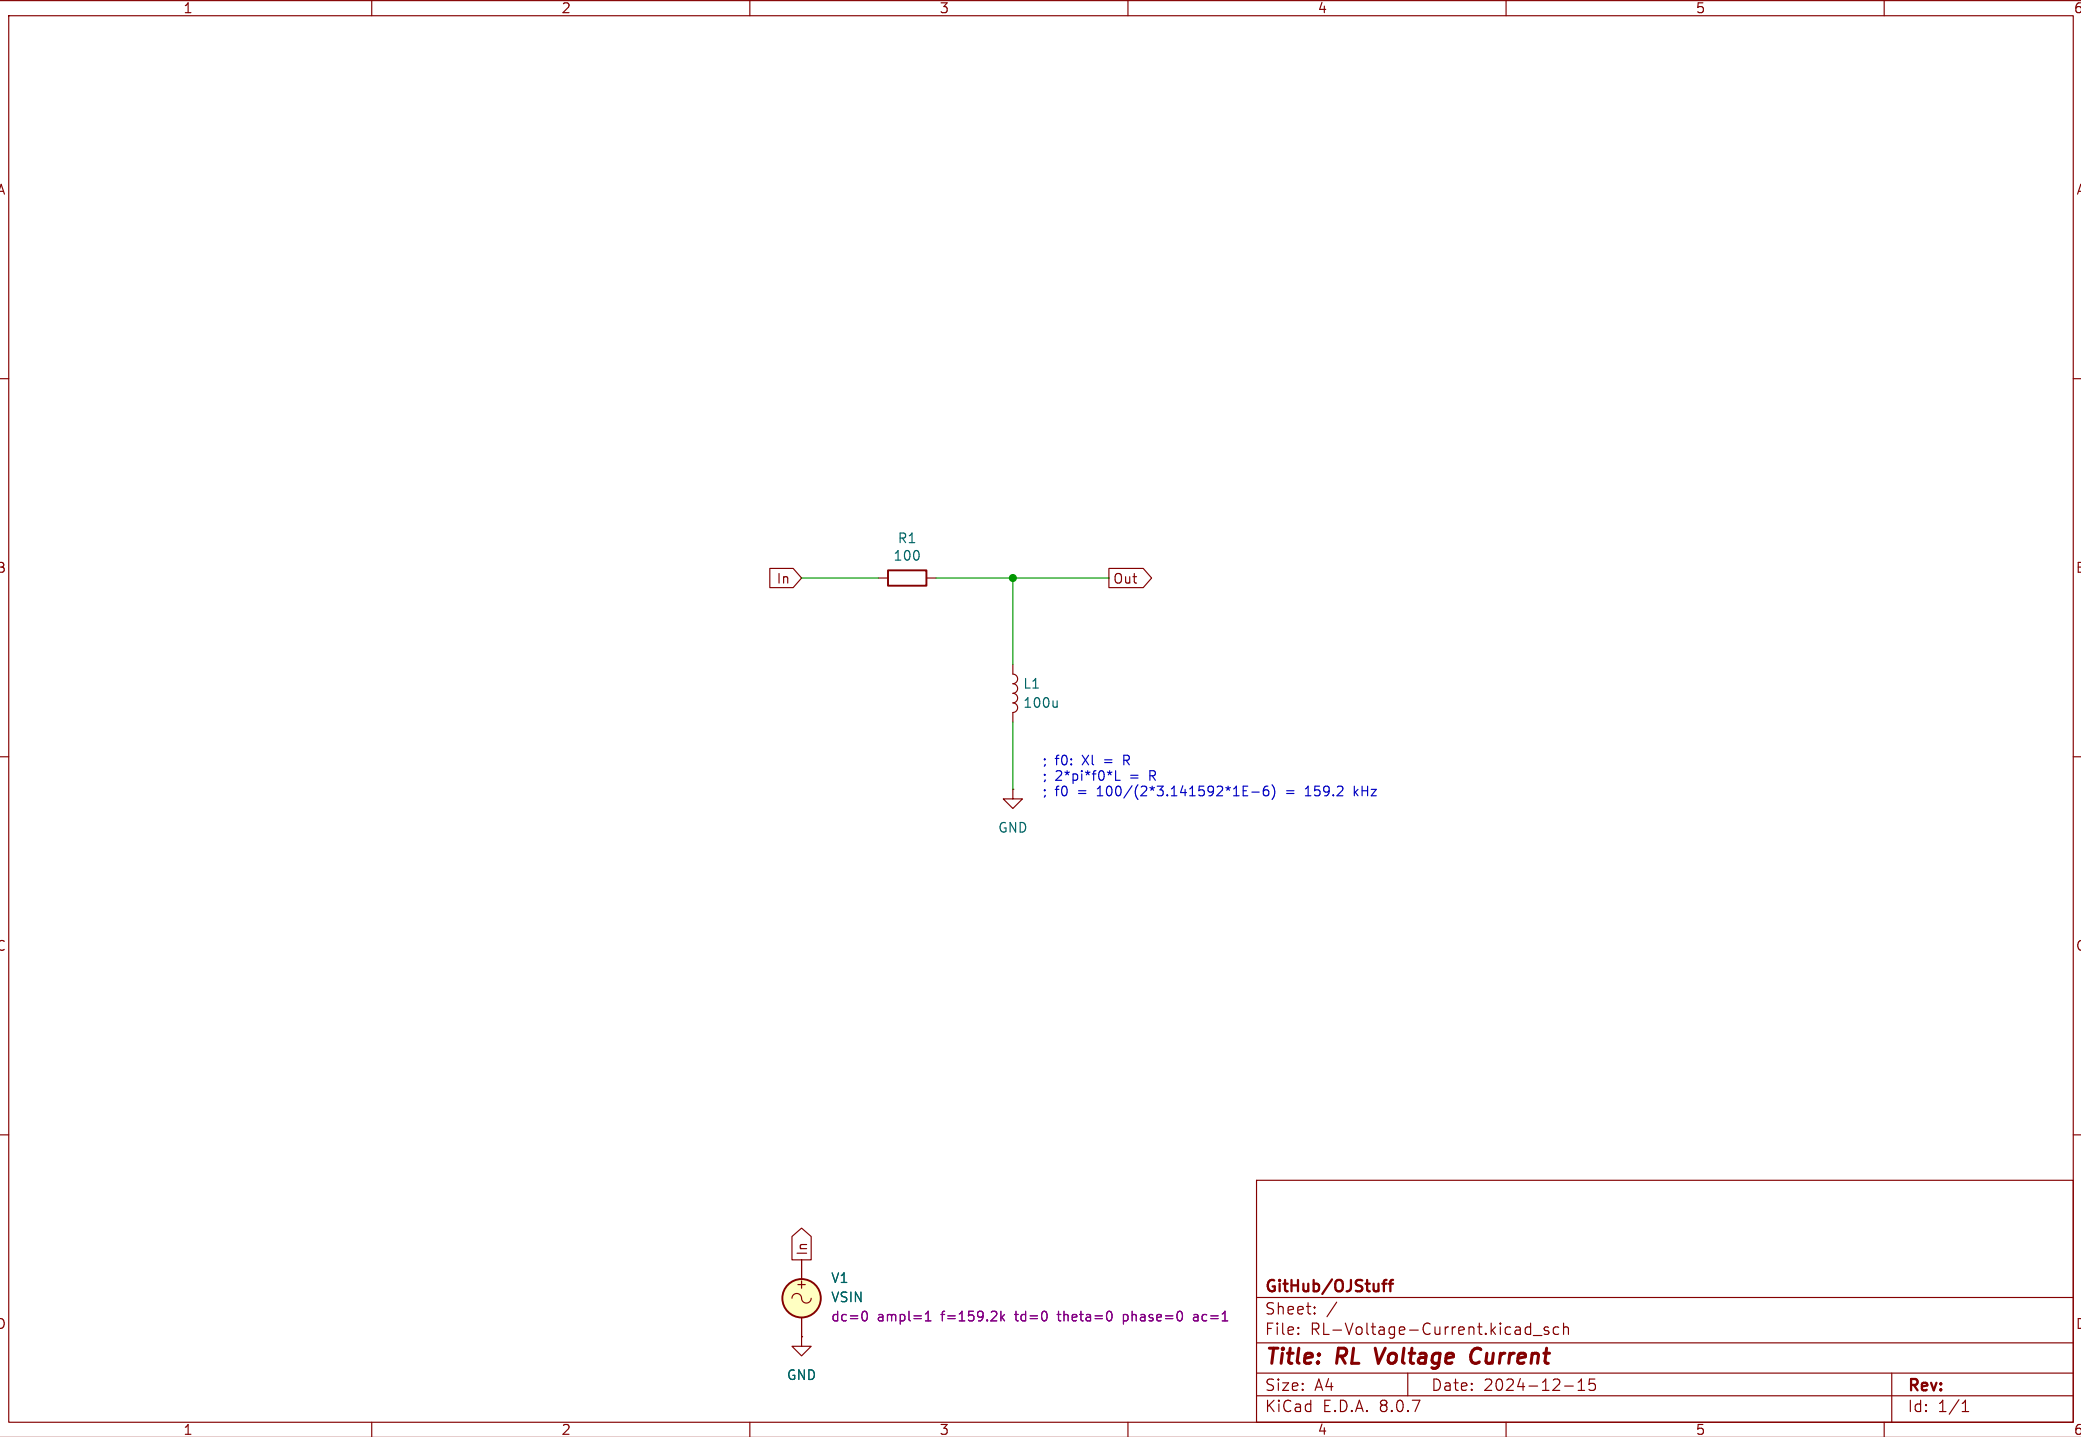 1 2 3 4 5 6
A A
R1
100
B B
In Out
L1
100u
; f0: Xl = R
; 2*pi*f0*L = R
; f0 = 100/(2*3.141592*1E-6) = 159.2 kHz
GND
C C
In
V1
VSIN
dc=0 ampl=1 f=159.2k td=0 theta=0 phase=0 ac=1
GND
D D
GitHub/OJStuff
Sheet: /
File: RL-Voltage-Current.kicad_sch
Title: RL Voltage Current
Size: A4 Date: 2024-12-15 Rev:
KiCad E.D.A. 8.0.7 Id: 1/1
1 2 3 4 5 6